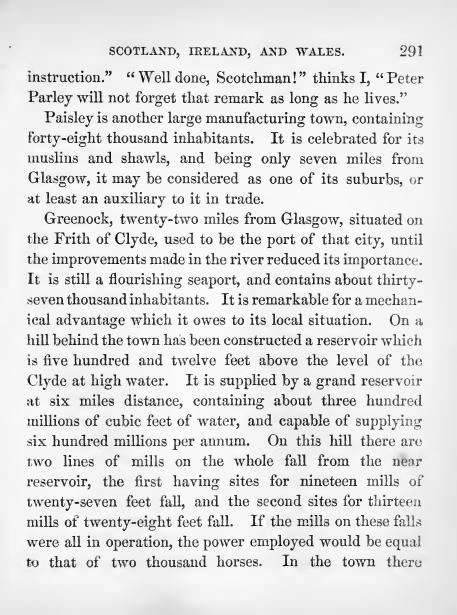 SCOTLAND, IRELAND, AND WALES. 291
instruction.” “Well done, Scotchman!” thinks I, “Peter
Parley will not forget that remark as long as he lives.”
Paisley is another large manufacturing town, containing
forty-eight thousand inhabitants. It is celebrated for its
muslins and shawls, and being only seven miles from
Glasgow, it may be considered as one of its suburbs, or
at least an auxiliary to it in trade.
Greenock, twenty-two miles from Glasgow, situated on
the Frith of Clyde, used to be the port of that city, until
the improvements made in the river reduced its importance.
It is still a flourishing seaport, and contains about thirty-
seven thousand inhabitants. It is remarkable for a mechan-
ical advantage which it owes to its local situation. On a
hill behind the town has been constructed a reservoir which
is five hundred and twelve feet above the level of the
Clyde at high water. It is supplied by a grand reservoir
at six miles distance, containing about three hundred
millions of cubic feet of water, and capable of supplying
six hundred millions per annum. On this hill there are
two lines of mills on the whole fall from the near
reservoir, the first having sites for nineteen mills of
twenty-seven feet fall, and the second sites for thirteen
mills of twenty-eight feet fall. If the mills on these falls
were all in operation, the power employed would be equal
to that of two thousand horses. In the town there